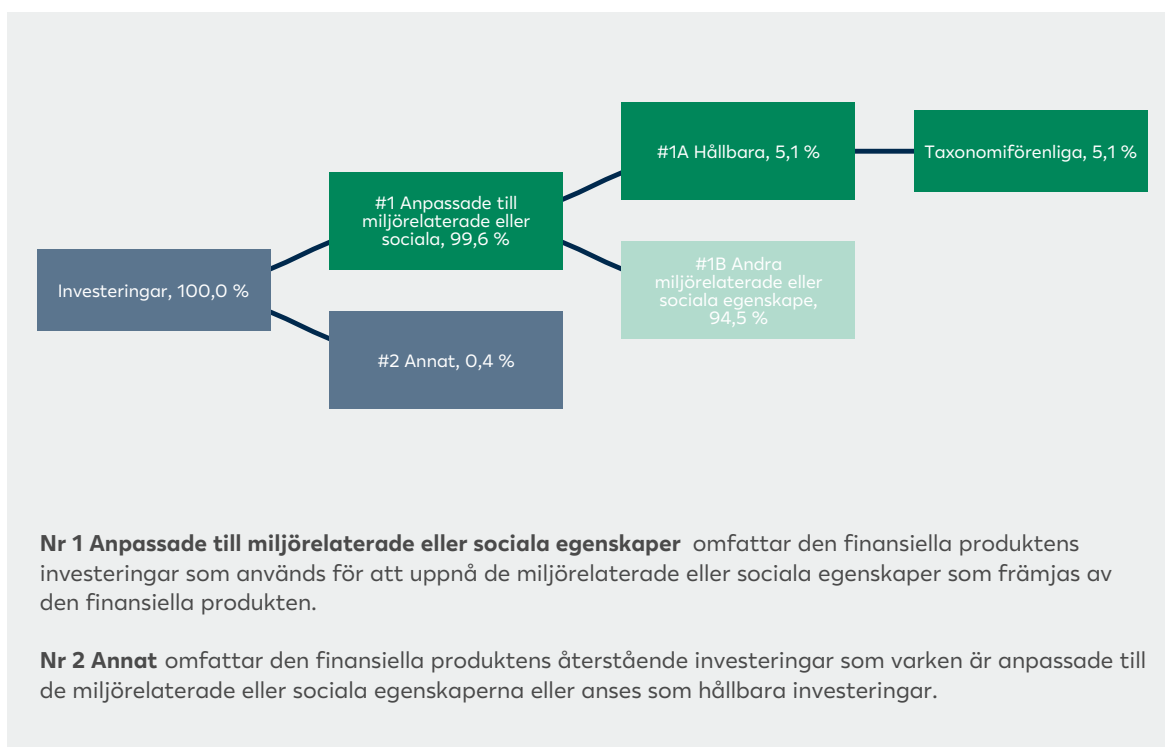 #1A Hållbara, 5,1 %
Taxonomiförenliga, 5,1 %
#1 Anpassade till
miljörelaterade eller
sociala, 99,6 %
#1B Andra
miljörelaterade eller
sociala egenskape,
94,5 %
Investeringar, 100,0 %
#2 Annat, 0,4 %
Nr 1 Anpassade till miljörelaterade eller sociala egenskaper omfattar den finansiella produktens
investeringar som används för att uppnå de miljörelaterade eller sociala egenskaper som främjas av
den finansiella produkten.
Nr 2 Annat omfattar den finansiella produktens återstående investeringar som varken är anpassade till
de miljörelaterade eller sociala egenskaperna eller anses som hållbara investeringar.